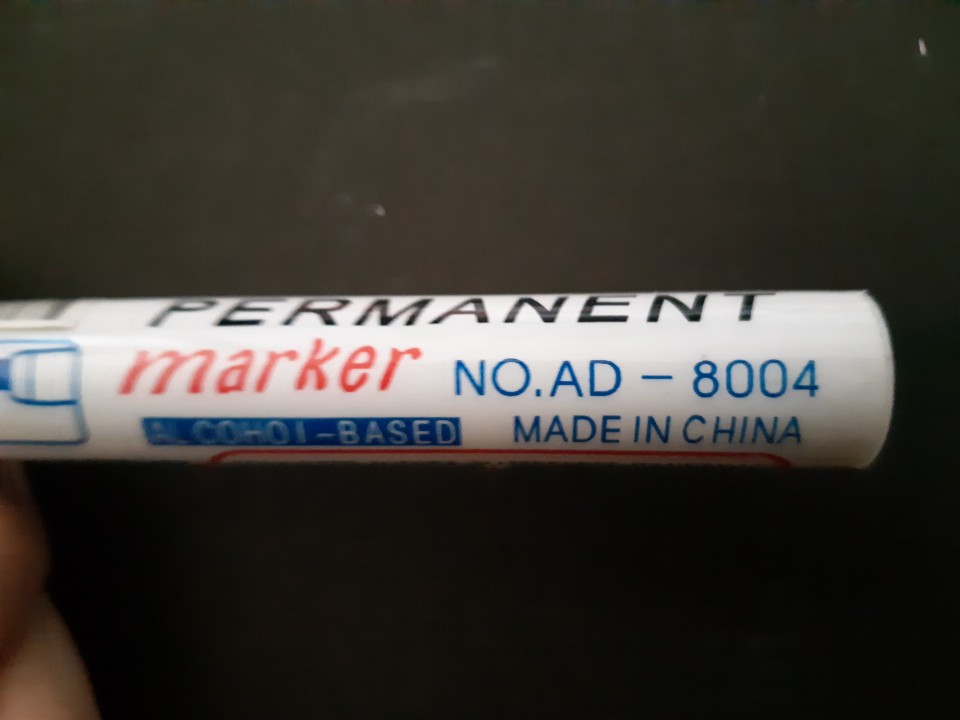 PERMANENT
marker NO.AD - 8004
ALCOHOL-BASED MADE IN CHINA